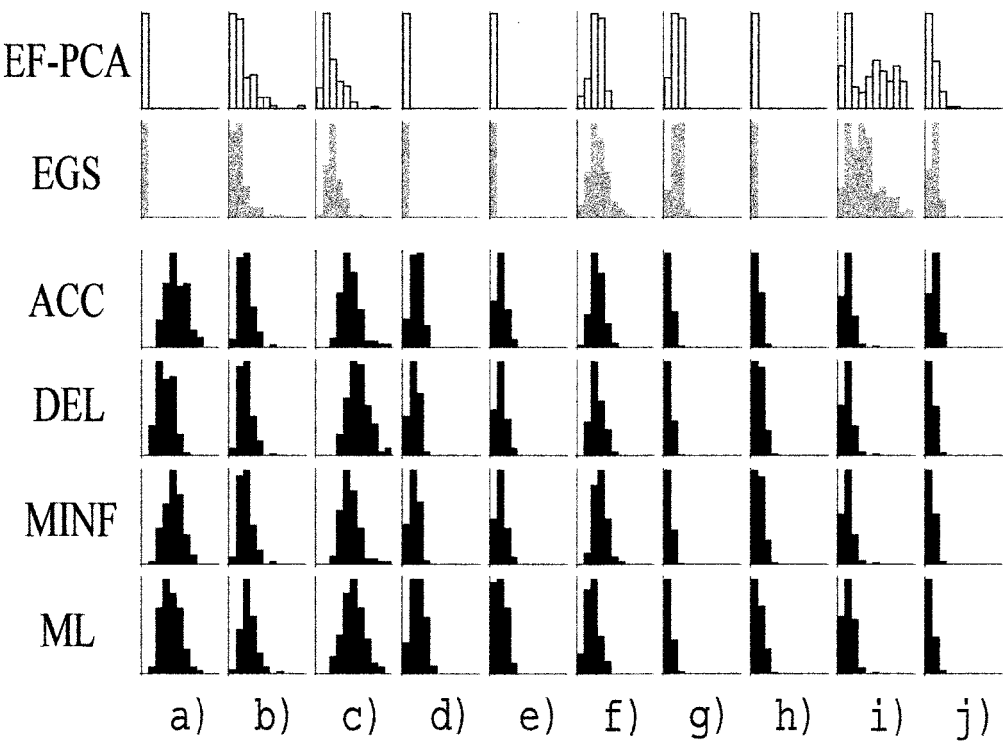 EF-PCA
EGS
ACC
DEL
MINF
ML
a) b) c) d) e) f) g) h) i) j)